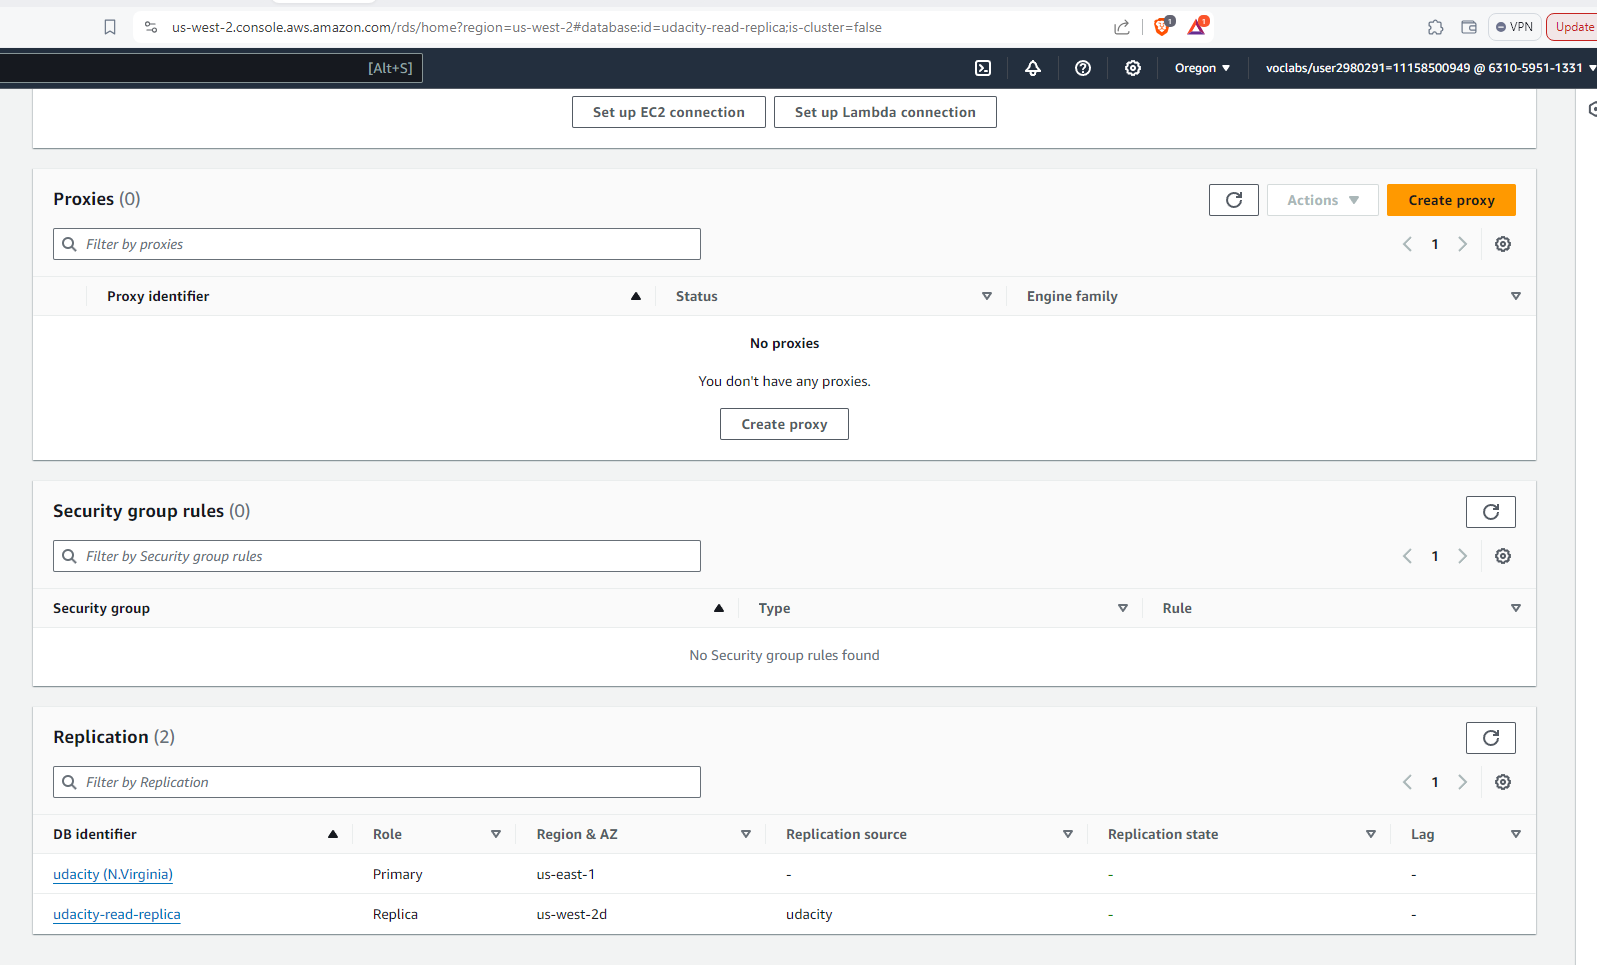 us-west-2.console.aws.amazon.com/rds/home?region=us-west-2#database:id=udacity-read-replica;is-cluster=false
1
1
VPN
Update
[Alt+S]
Oregon
voclabs/user2980291=11158500949 @ 6310-5951-1331
Set up EC2 connection
Set up Lambda connection
Proxies (0)
Actions
Create proxy
Filter by proxies
1
Proxy identifier Status Engine family
No proxies
You don't have any proxies.
Create proxy
Security group rules (0)
Filter by Security group rules
1
Security group Type Rule
No Security group rules found
Replication (2)
Filter by Replication
1
DB identifier Role Region & AZ Replication source Replication state Lag
udacity (N.Virginia) Primary us-east-1 - - -
udacity-read-replica Replica us-west-2d udacity - -